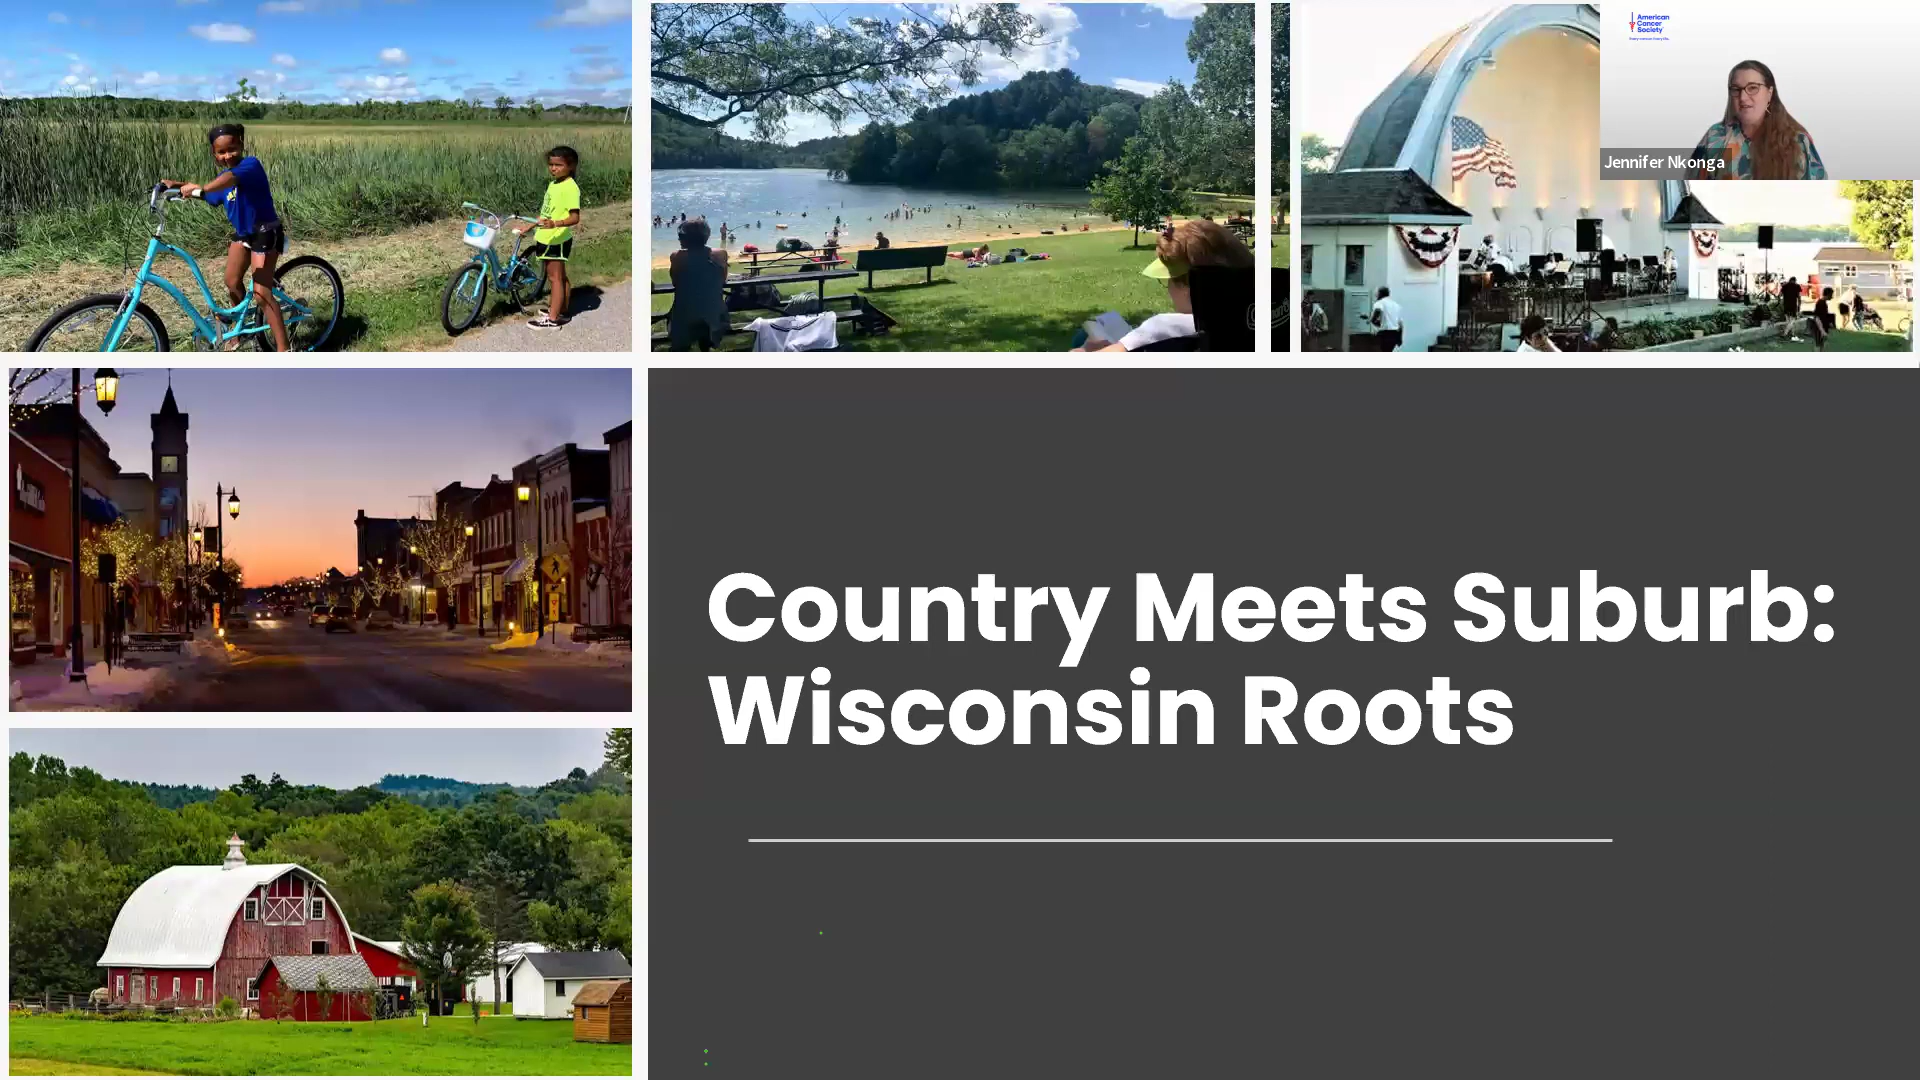 American
Cancer
Society
Jennifer Nkonga
Country Meets Suburb:
Wisconsin Roots